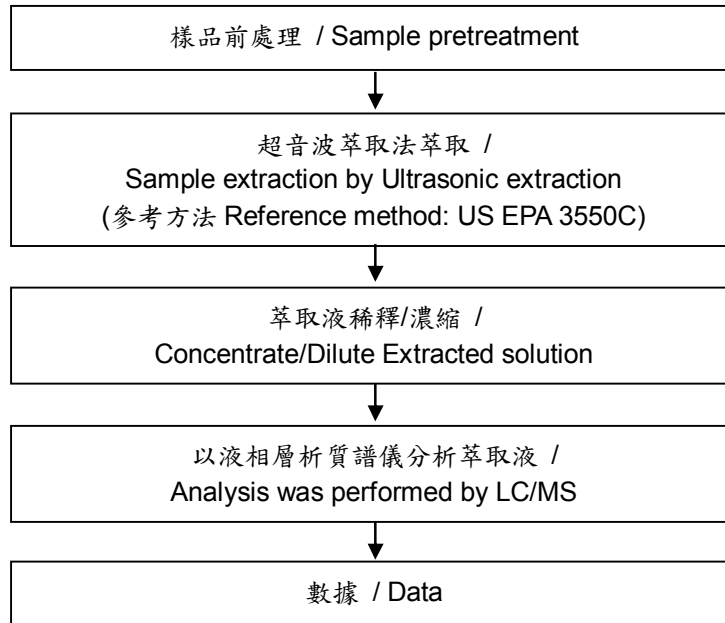 樣品前處理 / Sample pretreatment
超音波萃取法萃取 /
Sample extraction by Ultrasonic extraction
(參考方法 Reference method: US EPA 3550C)
萃取液稀釋/濃縮 /
Concentrate/Dilute Extracted solution
以液相層析質譜儀分析萃取液 /
Analysis was performed by LC/MS
數據 / Data